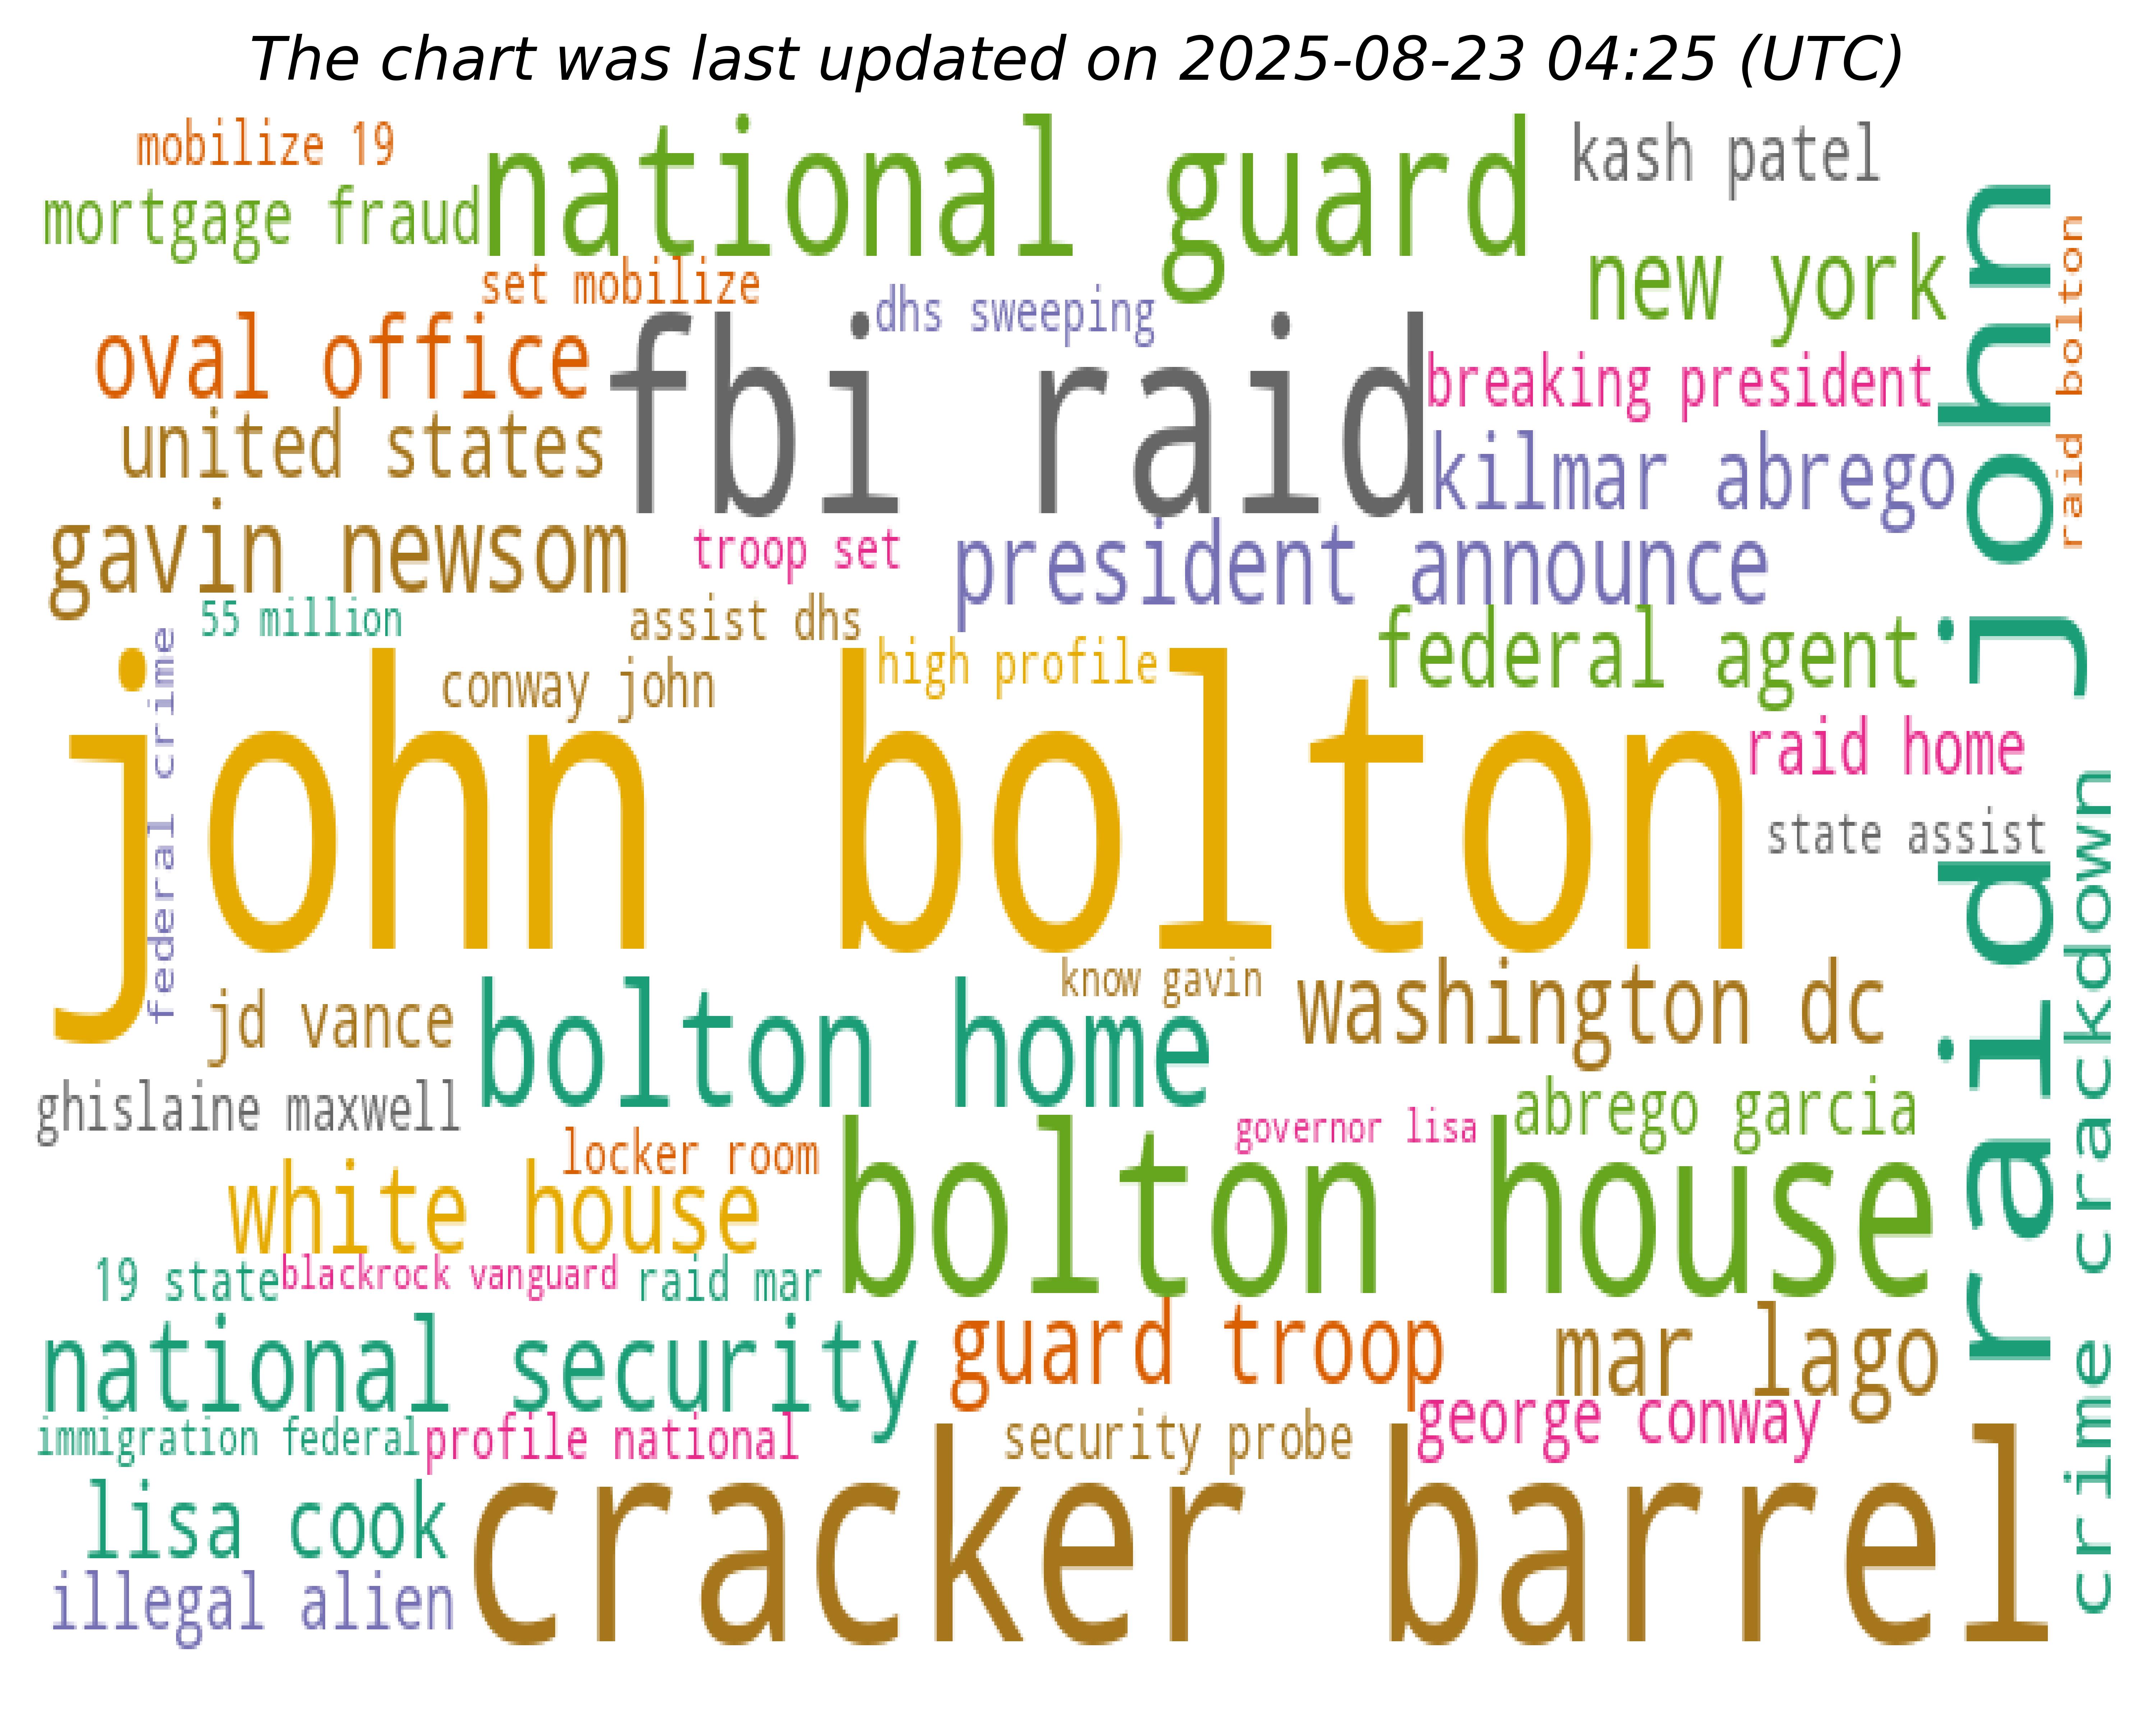 The chart was last updated on 2025-08-23 04:25 (UTC)
mobilize 19
national guard
kash patel
mortgage fraud
new york
set mobilize
dhs sweeping
oval office
fbi raid
breaking president
raid bolton
united states
kilmar abrego
gavin newsom
troop set
president announce
55 million
assist dhs
federal agent
high profile
conway john
john bolton
federal crime
raid home
state assist
raid john
crime crackdown
know gavin
washington dc
jd vance
bolton home
ghislaine maxwell
governor lisa
abrego garcia
locker room
white house
bolton house
19 state
blackrock vanguard
raid mar
national security
guard troop
mar lago
george conway
immigration federal
profile national
security probe
lisa cook
cracker barrel
illegal alien